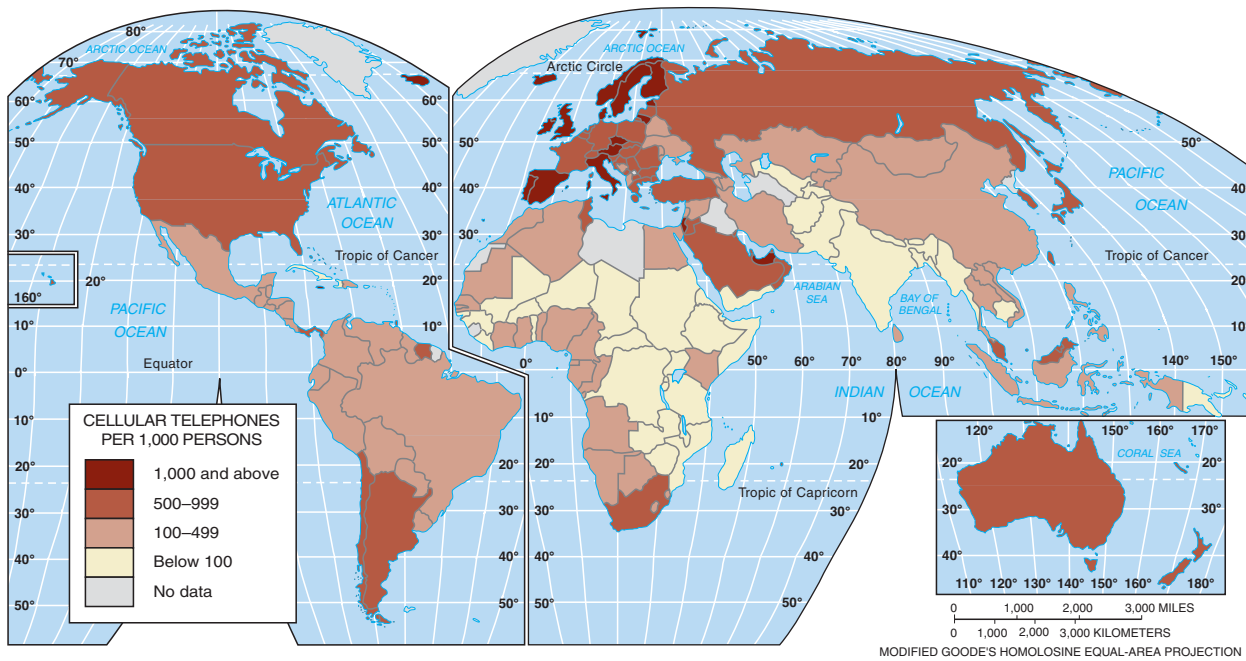 80°
70°
60°
50°
40°
30°
20°
160°
10°
0°
10°
20°
30°
40°
50°
ARCTIC OCEAN
60°
50°
40°
30°
20°
10°
ATLANTIC
OCEAN
Tropic of Cancer
PACIFIC
OCEAN
Equator
0°
10°
20°
30°
40°
50°
CELLULAR TELEPHONES
PER 1,000 PERSONS
1,000 and above
500–999
100–499
Below 100
No data
ARCTIC OCEAN
Arctic Circle
50°
40°
PACIFIC
OCEAN
50°
40°
30°
20°
10°
Tropic of Cancer
ARABIAN
SEA
BAY OF
BENGAL
50°
60°
70°
80°
90°
140°
150°
INDIAN
OCEAN
10°
20°
Tropic of Capricorn
30°
40°
50°
120°
150°
160°
170°
CORAL SEA
20°
20°
30°
30°
40°
40°
110°
120°
130°
140°
150°
160°
180°
0
1,000
2,000
3,000 MILES
0
1,000
2,000
3,000 KILOMETERS
MODIFIED GOODE'S HOMOLOSINE EQUAL-AREA PROJECTION